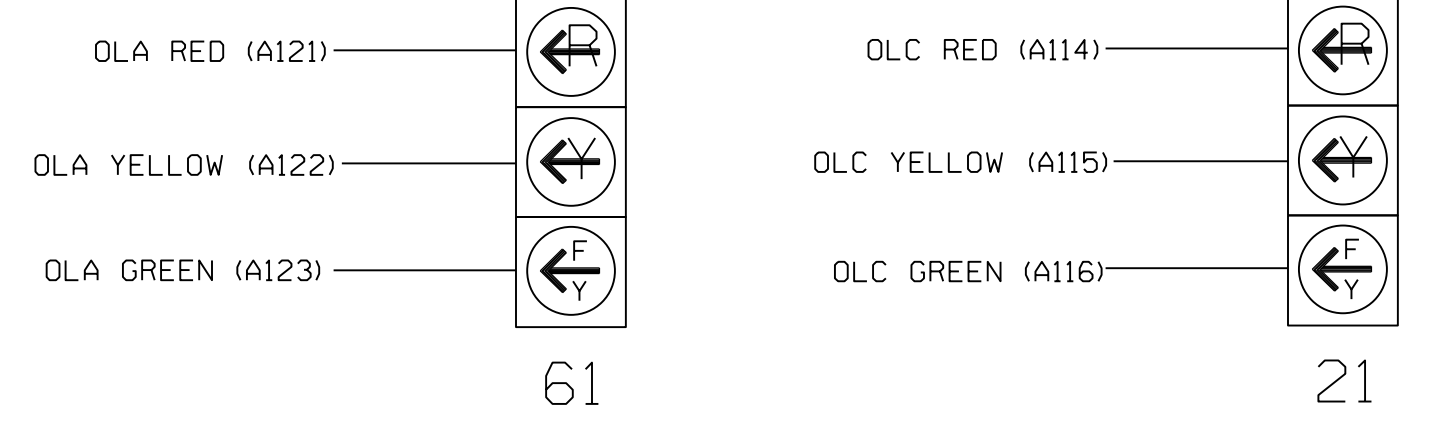 OLA RED (A121)
R
OLA YELLOW (A122)
Y
OLA GREEN (A123)
F
Y
61
OLC RED (A114)
R
OLC YELLOW (A115)
Y
OLC GREEN (A116)
F
Y
21